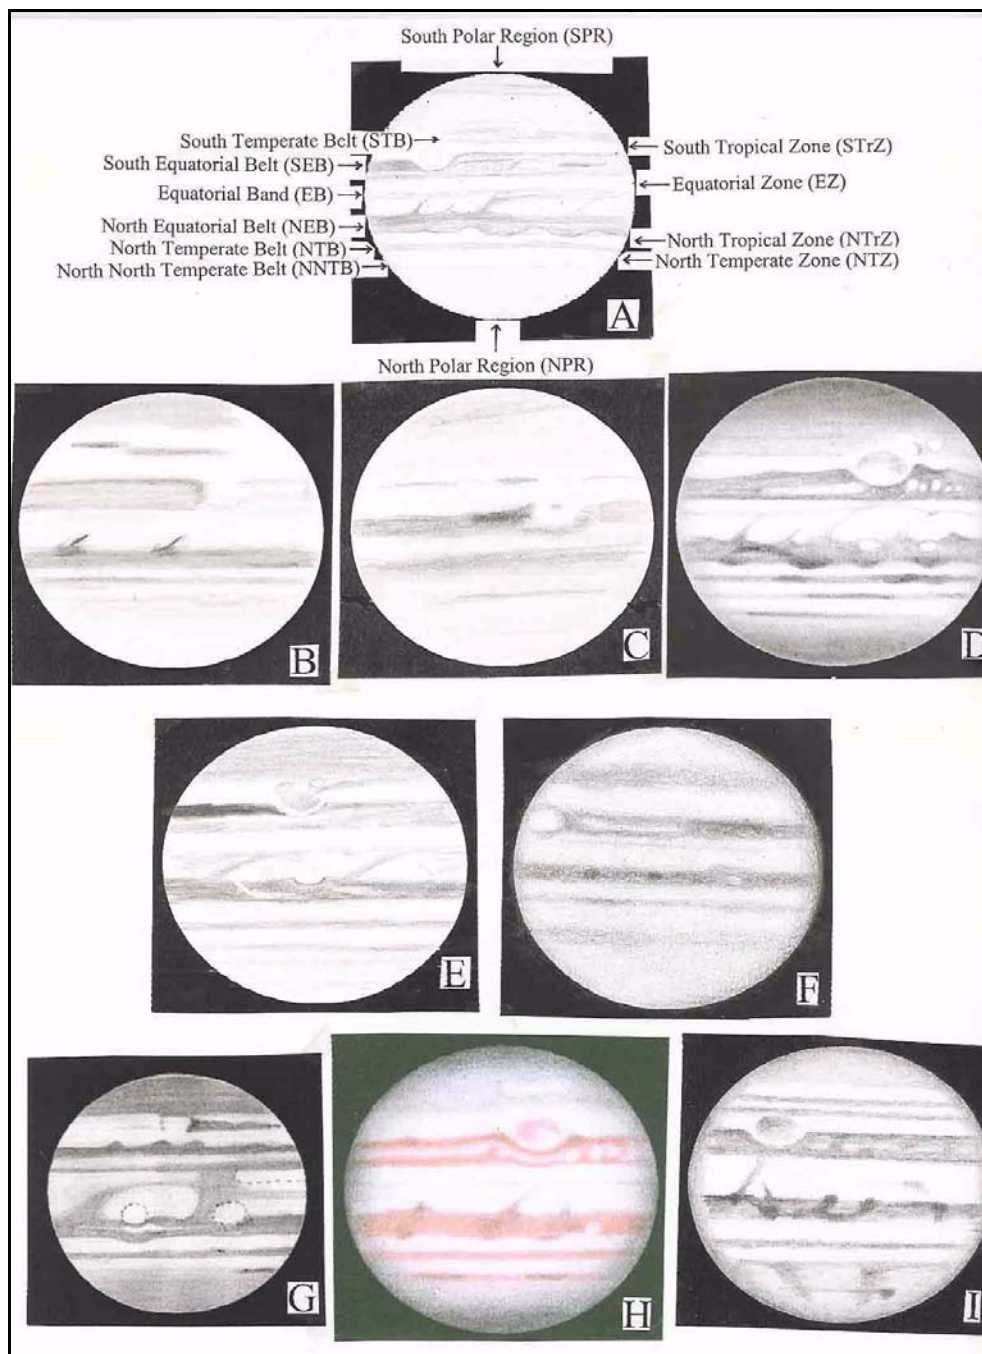 South Polar Region (SPR)
South Temperate Belt (STB)
South Equatorial Belt (SEB)
Equatorial Band (EB)
North Equatorial Belt (NEB)
North Temperate Belt (NTB)
North North Temperate Belt (NNTB)
South Tropical Zone (STrZ)
Equatorial Zone (EZ)
North Tropical Zone (NTrZ)
North Temperate Zone (NTZ)
A
North Polar Region (NPR)
B
C
D
E
F
G
H
I